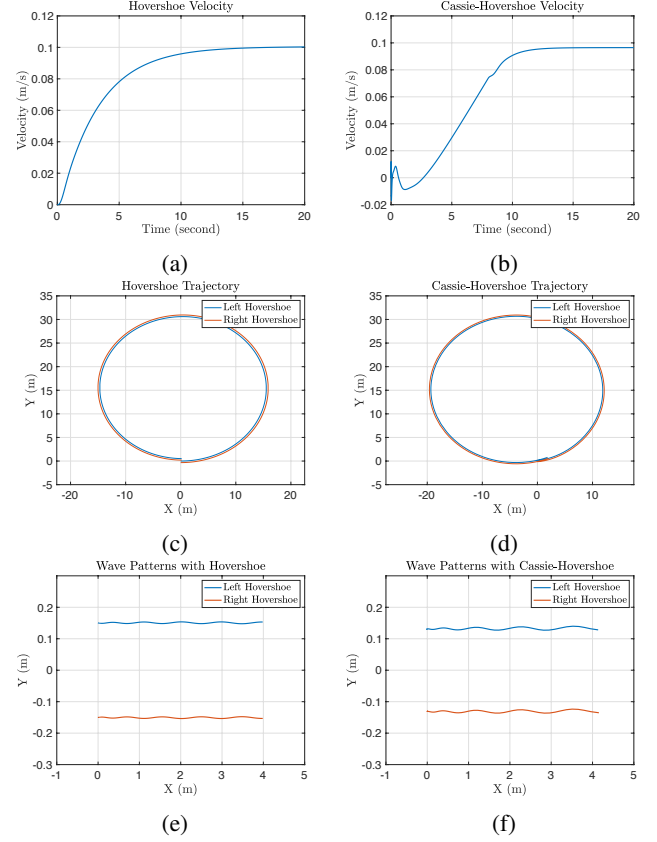 Hovershoe Velocity
0.12
0.1
0.08
0.06
0.04
0.02
0
Velocity (m/s)
0 5 10 15 20
Time (second)
(a)
Cassie-Hovershoe Velocity
0.12
0.1
0.08
0.06
0.04
0.02
0
-0.02
Velocity (m/s)
0 5 10 15 20
Time (second)
(b)
Hovershoe Trajectory
Left Hovershoe
Right Hovershoe
35
30
25
20
15
10
5
0
-5
Y (m)
-20 -10 0 10 20
X (m)
(c)
Cassie-Hovershoe Trajectory
Left Hovershoe
Right Hovershoe
35
30
25
20
15
10
5
0
-5
Y (m)
-20 -10 0 10
X (m)
(d)
Wave Patterns with Hovershoe
Left Hovershoe
Right Hovershoe
0.2
0.1
0
-0.1
-0.2
-0.3
Y (m)
-1 0 1 2 3 4 5
X (m)
(e)
Wave Patterns with Cassie-Hovershoe
Left Hovershoe
Right Hovershoe
0.2
0.1
0
-0.1
-0.2
-0.3
Y (m)
-1 0 1 2 3 4 5
X (m)
(f)